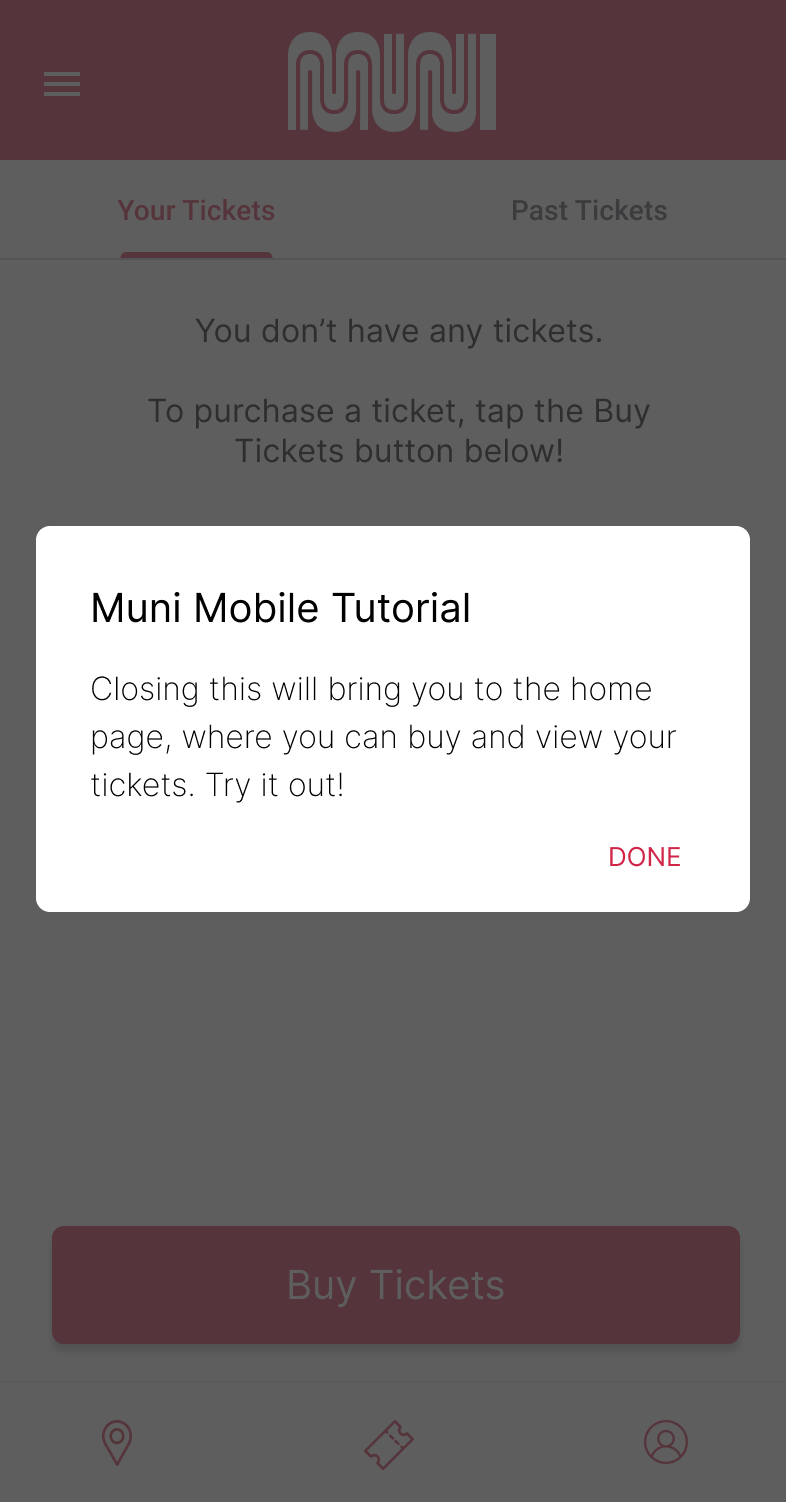 MUNI
Your Tickets
Past Tickets
You don’t have any tickets.
To purchase a ticket, tap the Buy
Tickets button below!
Muni Mobile Tutorial
Closing this will bring you to the home
page, where you can buy and view your
tickets. Try it out!
DONE
Buy Tickets